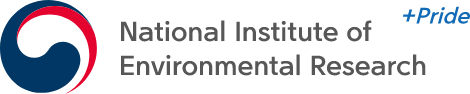 +Pride
National Institute of
Environmental Research